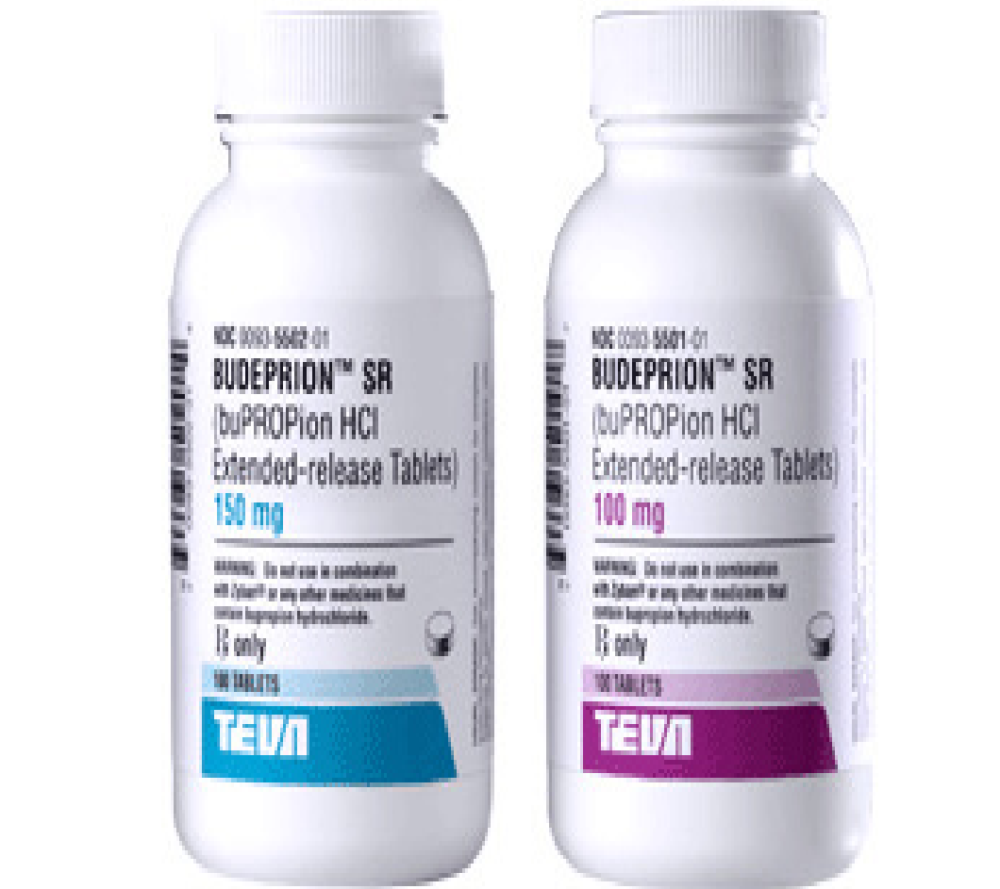 NDC 0093-5502-01
BUDEPRION™ SR
(buPROPion HCl
Extended-release Tablets)
150 mg
WARNING: Do not use in combination
with Zyban® or any other medicines that
contain bupropion hydrochloride.
℞ only
100 TABLETS
TEVA
NDC 0093-5501-01
BUDEPRION™ SR
(buPROPion HCl
Extended-release Tablets)
100 mg
WARNING: Do not use in combination
with Zyban® or any other medicines that
contain bupropion hydrochloride.
℞ only
100 TABLETS
TEVA